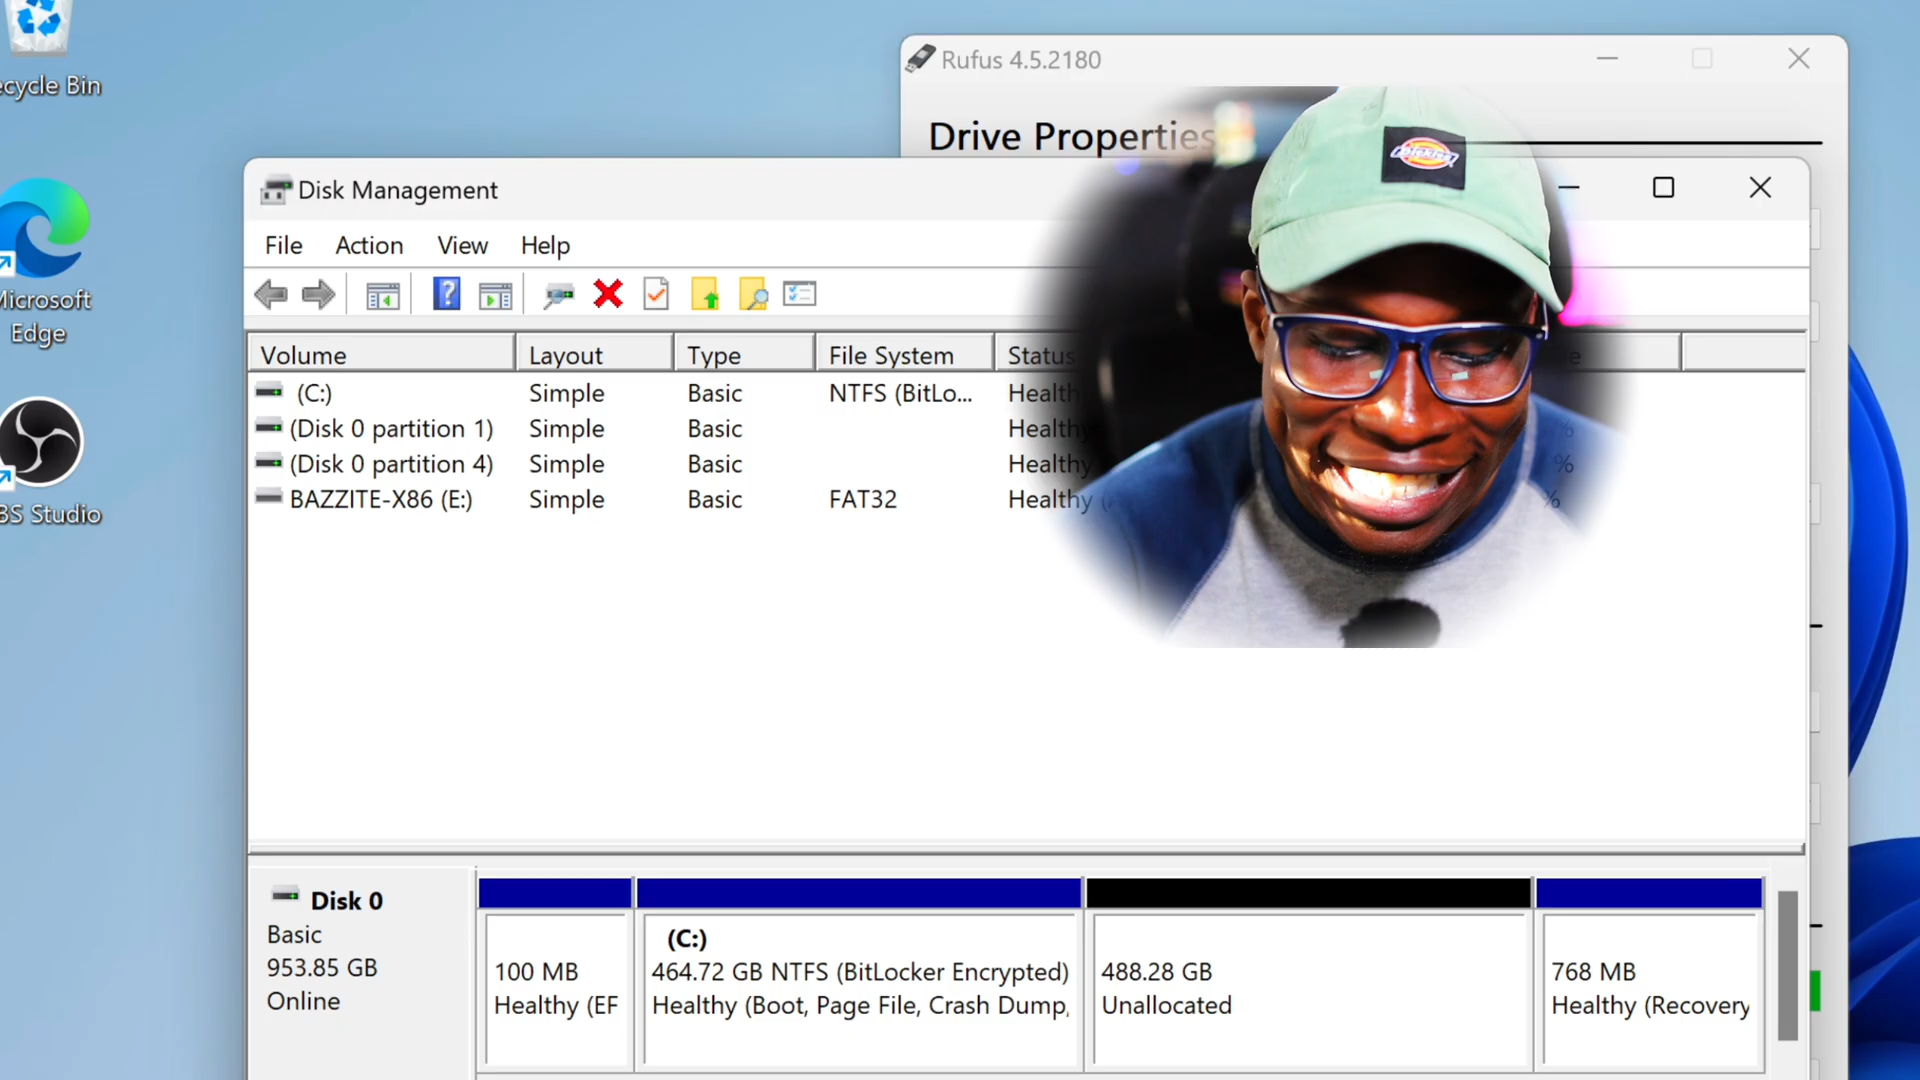 Rufus 4.5.2180
Drive Properties
ecycle Bin
Microsoft
Edge
BS Studio
Disk Management
File Action View Help
Volume Layout Type File System Status
(C:) Simple Basic NTFS (BitLo... Health
(Disk 0 partition 1) Simple Basic Healthy %
(Disk 0 partition 4) Simple Basic Healthy %
BAZZITE-X86 (E:) Simple Basic FAT32 Healthy ( %
Dickies
Disk 0
Basic
953.85 GB
Online
100 MB
Healthy (EF
(C:)
464.72 GB NTFS (BitLocker Encrypted)
Healthy (Boot, Page File, Crash Dump,
488.28 GB
Unallocated
768 MB
Healthy (Recovery